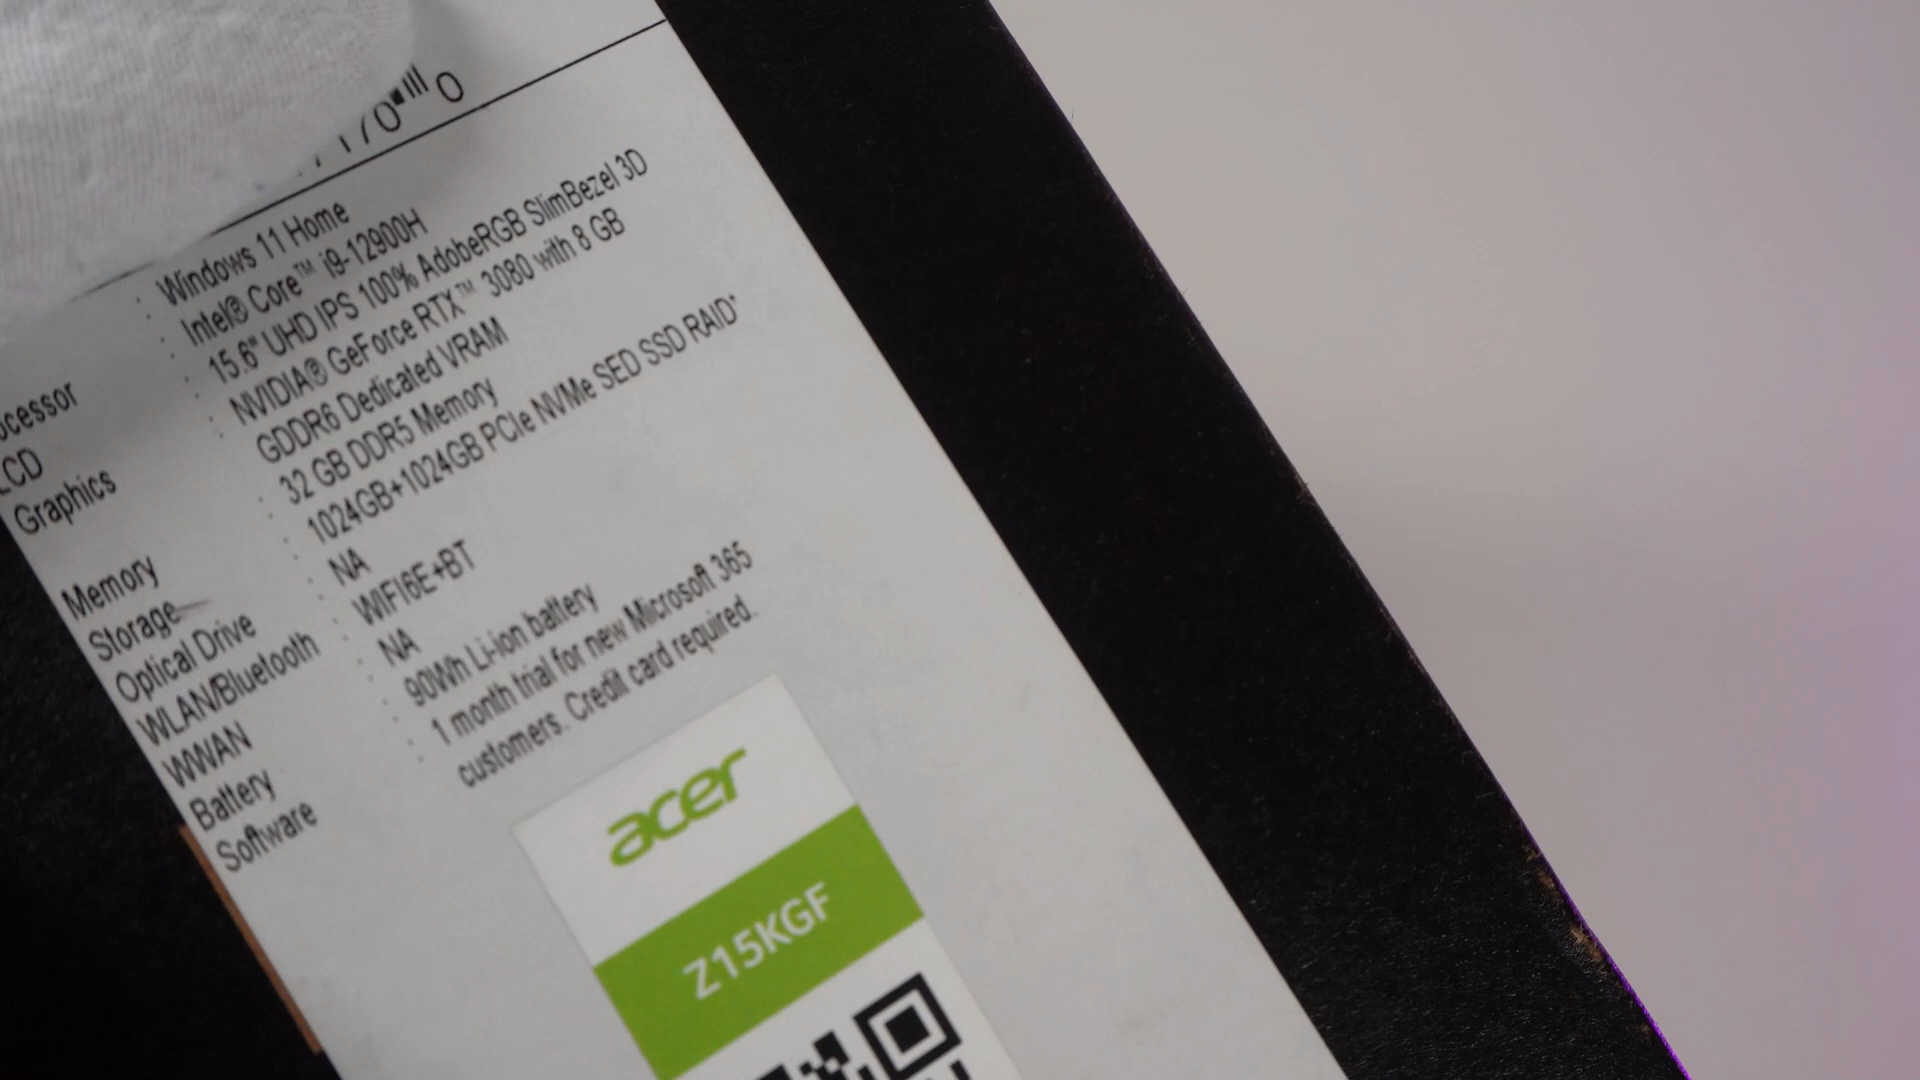 Windows 11 Home
Intel® Core™ i9-12900H
LCD : 15.6" UHD IPS 100% AdobeRGB SlimBezel 3D
Graphics : NVIDIA® GeForce RTX™ 3080 with 8 GB
GDDR6 Dedicated VRAM
Memory : 32 GB DDR5 Memory
Storage : 1024GB+1024GB PCIe NVMe SED SSD RAID*
Optical Drive : NA
WLAN/Bluetooth : WIFI6E+BT
WWAN : NA
Battery : 90Wh Li-ion battery
Software : 1 month trial for new Microsoft 365
customers. Credit card required.
acer
Z15KGF